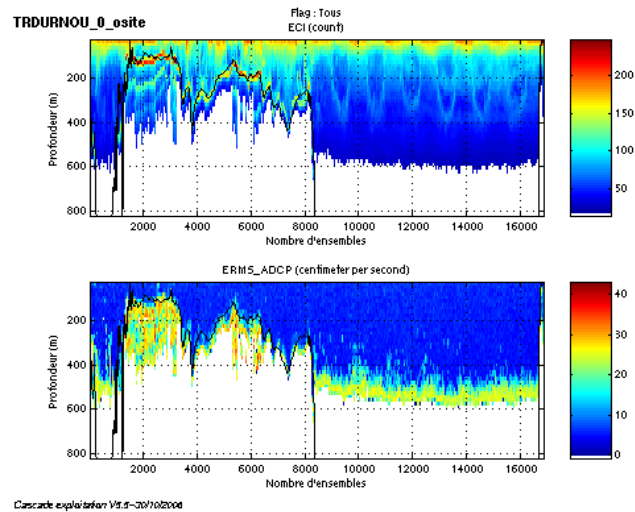 TRDURNOU_0_osite
Flag : Tous
ECI (count)
Profondeur (m)
200
400
600
800
2000 4000 6000 8000 10000 12000 14000 16000
Nombre d'ensembles
200
150
100
50
ERMS_ADCP (centimeter per second)
Profondeur (m)
200
400
600
800
2000 4000 6000 8000 10000 12000 14000 16000
Nombre d'ensembles
40
30
20
10
0
Cascade exploitation V5.5-30/10/2006